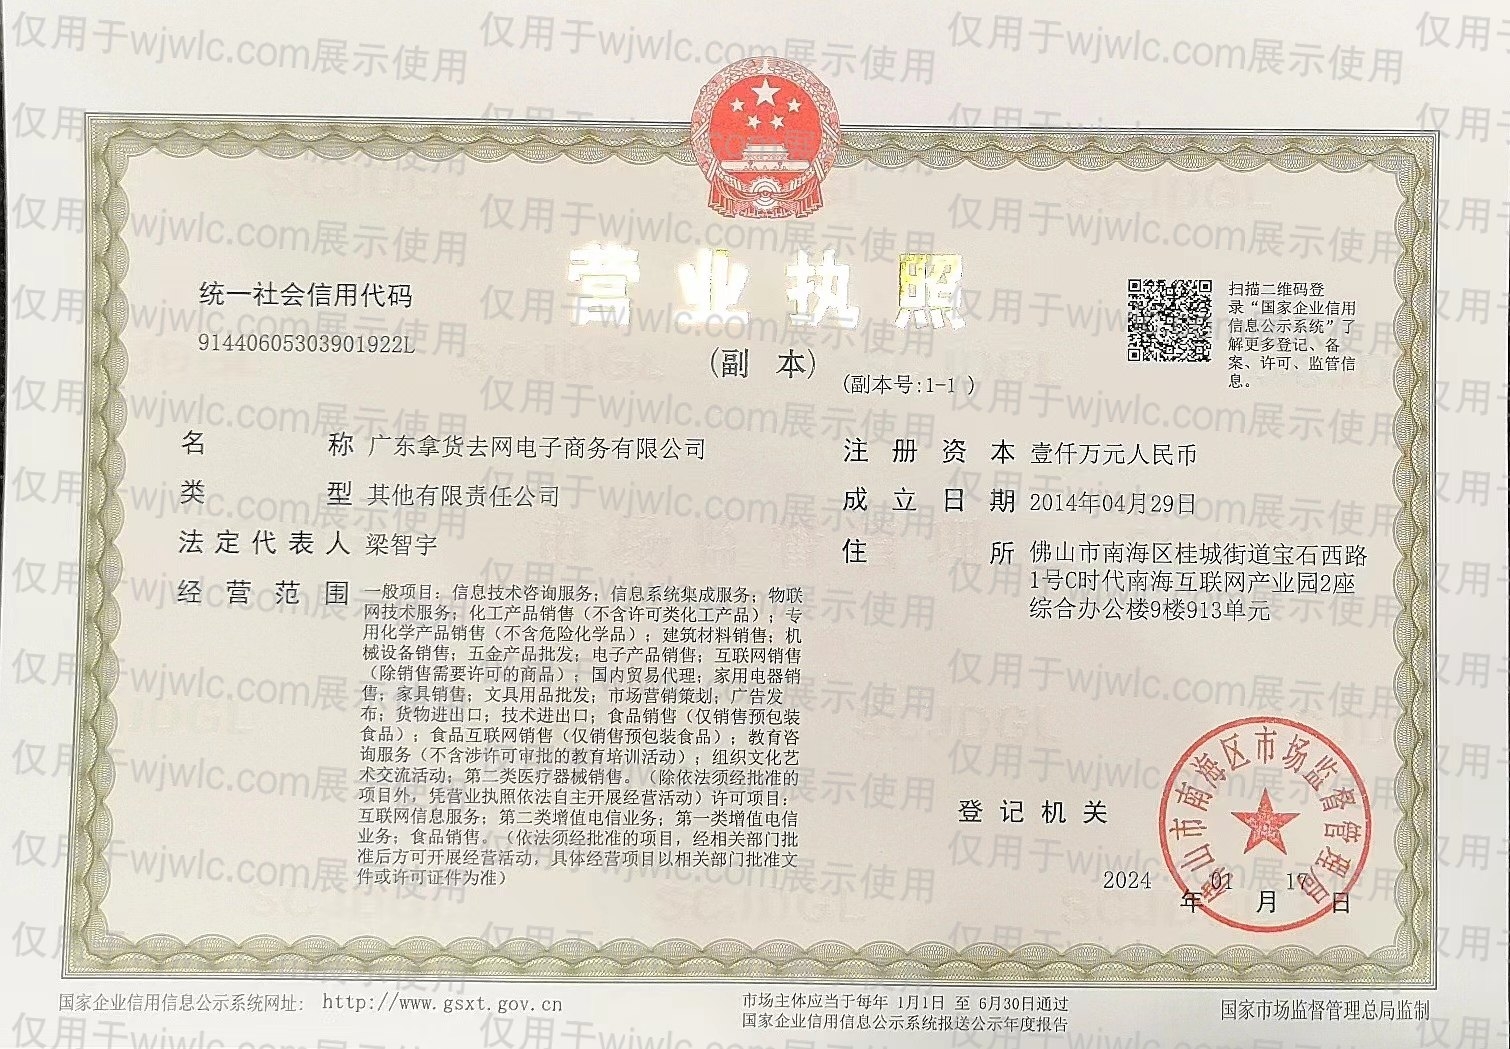 营业执照
(副 本)
(副本号:1-1 )
统一社会信用代码
91440605303901922L
扫描二维码登
录“国家企业信用
信息公示系统”了
解更多登记、备
案、许可、监管信
息。
名 称 广东拿货去网电子商务有限公司
类 型 其他有限责任公司
法定代表人 梁智宇
经营范围 一般项目：信息技术咨询服务；信息系统集成服务；物联
网技术服务；化工产品销售（不含许可类化工产品）；专
用化学产品销售（不含危险化学品）；建筑材料销售；机
械设备销售；五金产品批发；电子产品销售；互联网销售
（除销售需要许可的商品）；国内贸易代理；家用电器销
售；家具销售；文具用品批发；市场营销策划；广告发
布；货物进出口；技术进出口；食品销售（仅销售预包装
食品）；食品互联网销售（仅销售预包装食品）；教育咨
询服务（不含涉许可审批的教育培训活动）；组织文化艺
术交流活动；第二类医疗器械销售。（除依法须经批准的
项目外，凭营业执照依法自主开展经营活动）许可项目：
互联网信息服务；第二类增值电信业务；第一类增值电信
业务；食品销售。（依法须经批准的项目，经相关部门批
准后方可开展经营活动，具体经营项目以相关部门批准文
件或许可证件为准）
注册资本 壹仟万元人民币
成立日期 2014年04月29日
住 所 佛山市南海区桂城街道宝石西路
1号C时代南海互联网产业园2座
综合办公楼9楼913单元
登记机关
佛山市南海区市场监督管理局
2024 年 01 月 17 日
国家企业信用信息公示系统网址： http://www.gsxt.gov.cn
市场主体应当于每年 1月1日 至 6月30日通过
国家企业信用信息公示系统报送公示年度报告
国家市场监督管理总局监制
仅用于wjwlc.com展示使用